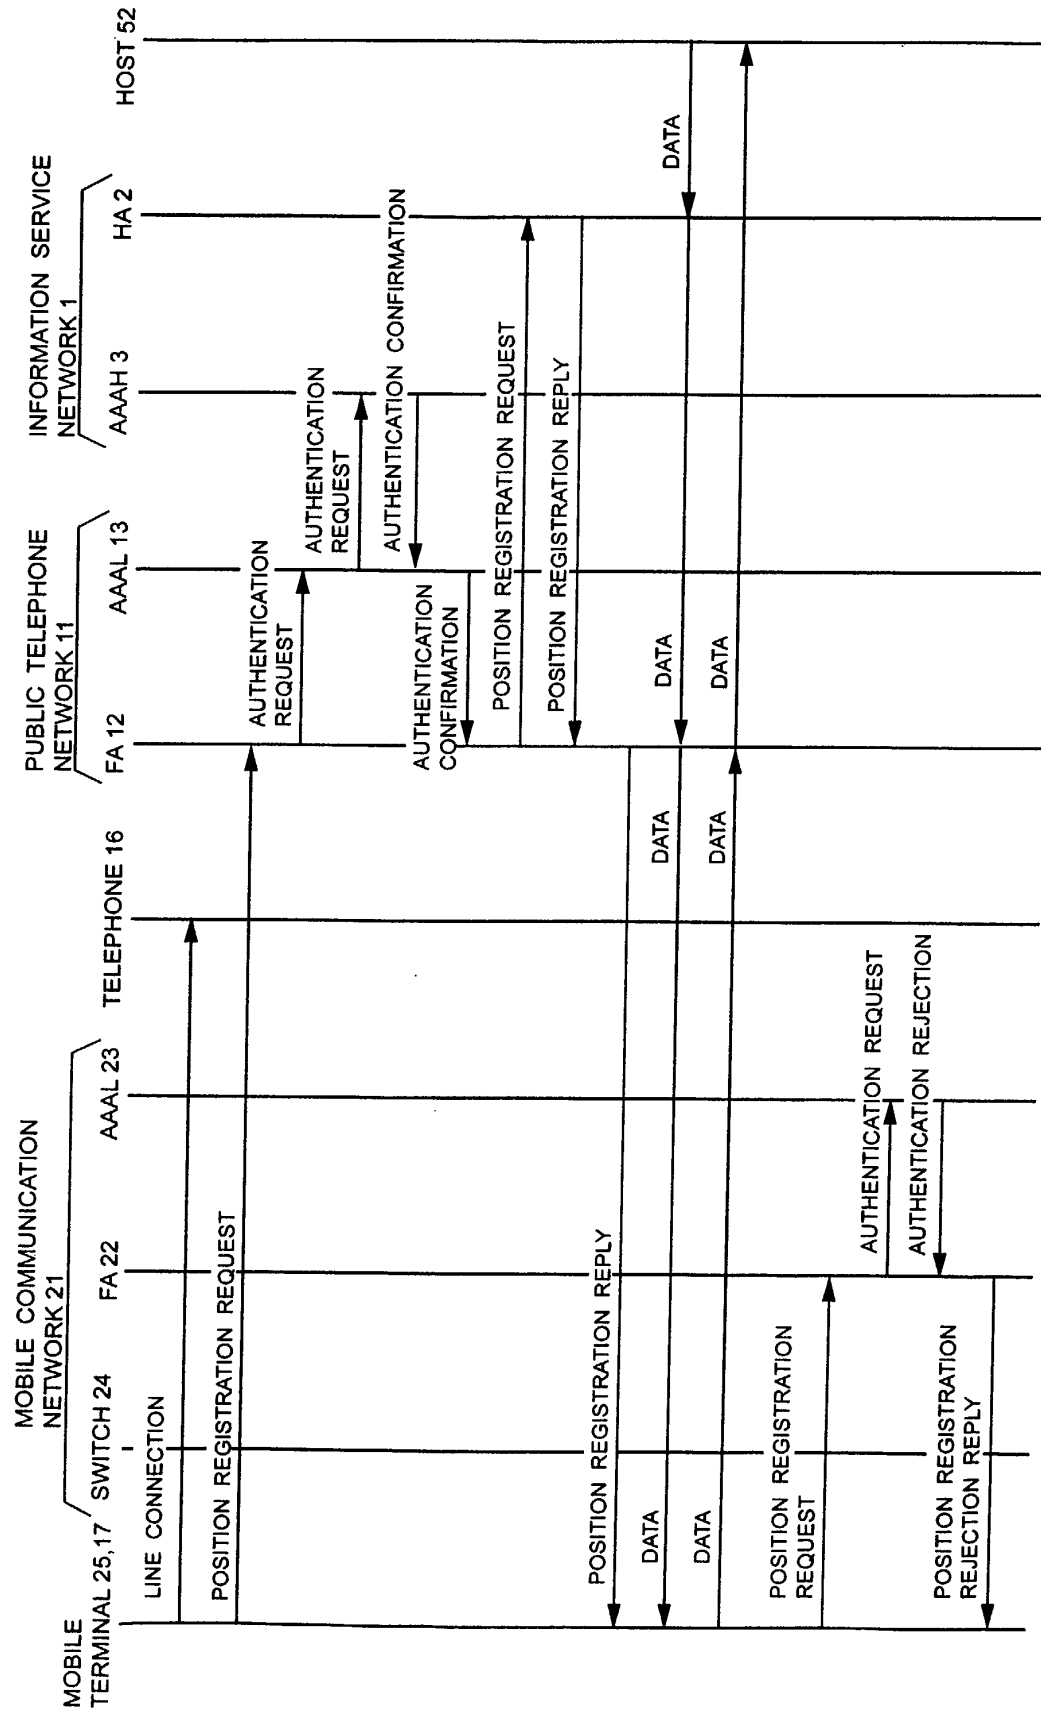 MOBILE
TERMINAL 25,17
MOBILE COMMUNICATION
NETWORK 21
SWITCH 24
FA 22
AAAL 23
TELEPHONE 16
PUBLIC TELEPHONE
NETWORK 11
FA 12
AAAL 13
INFORMATION SERVICE
NETWORK 1
AAAH 3
HA 2
HOST 52
LINE CONNECTION
POSITION REGISTRATION REQUEST
AUTHENTICATION
REQUEST
AUTHENTICATION
REQUEST
AUTHENTICATION CONFIRMATION
AUTHENTICATION
CONFIRMATION
POSITION REGISTRATION REQUEST
POSITION REGISTRATION REPLY
POSITION REGISTRATION REPLY
DATA
DATA
DATA
DATA
DATA
DATA
DATA
POSITION REGISTRATION
REQUEST
AUTHENTICATION REQUEST
AUTHENTICATION REJECTION
POSITION REGISTRATION
REJECTION REPLY